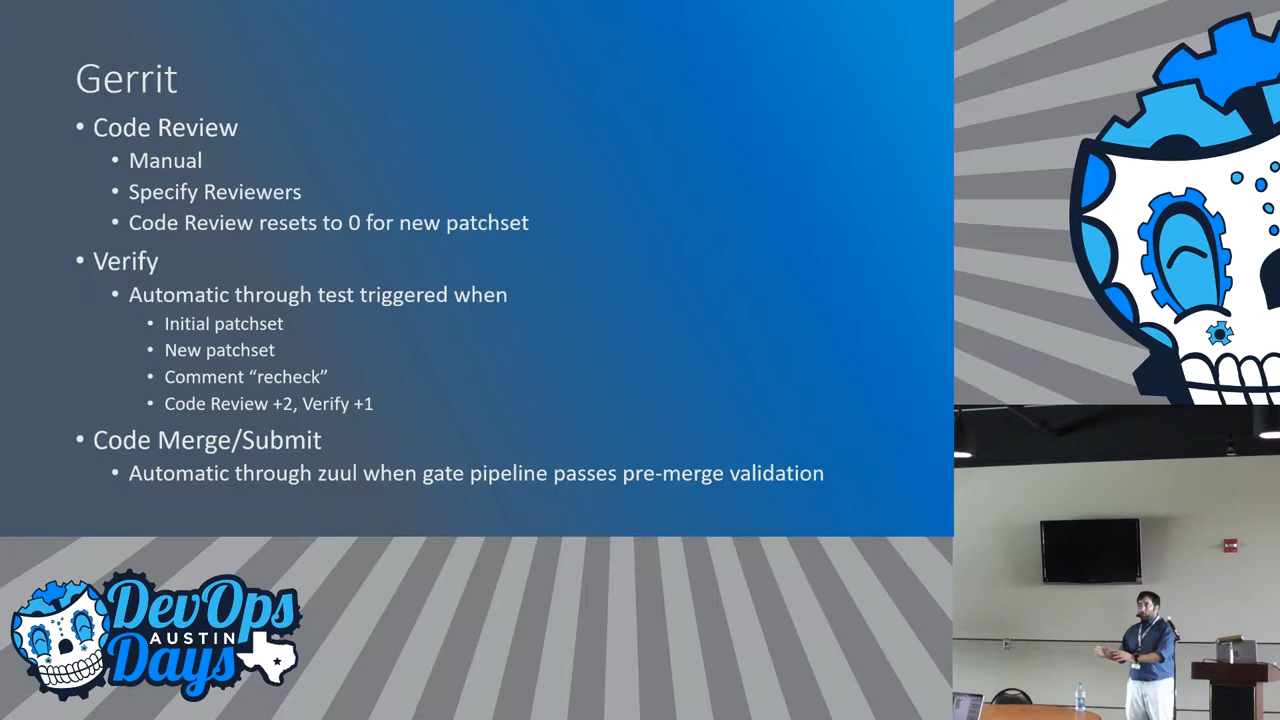 Gerrit
• Code Review
• Manual
• Specify Reviewers
• Code Review resets to 0 for new patchset
• Verify
• Automatic through test triggered when
• Initial patchset
• New patchset
• Comment “recheck”
• Code Review +2, Verify +1
• Code Merge/Submit
• Automatic through zuul when gate pipeline passes pre-merge validation
DevOps
AUSTIN
Days